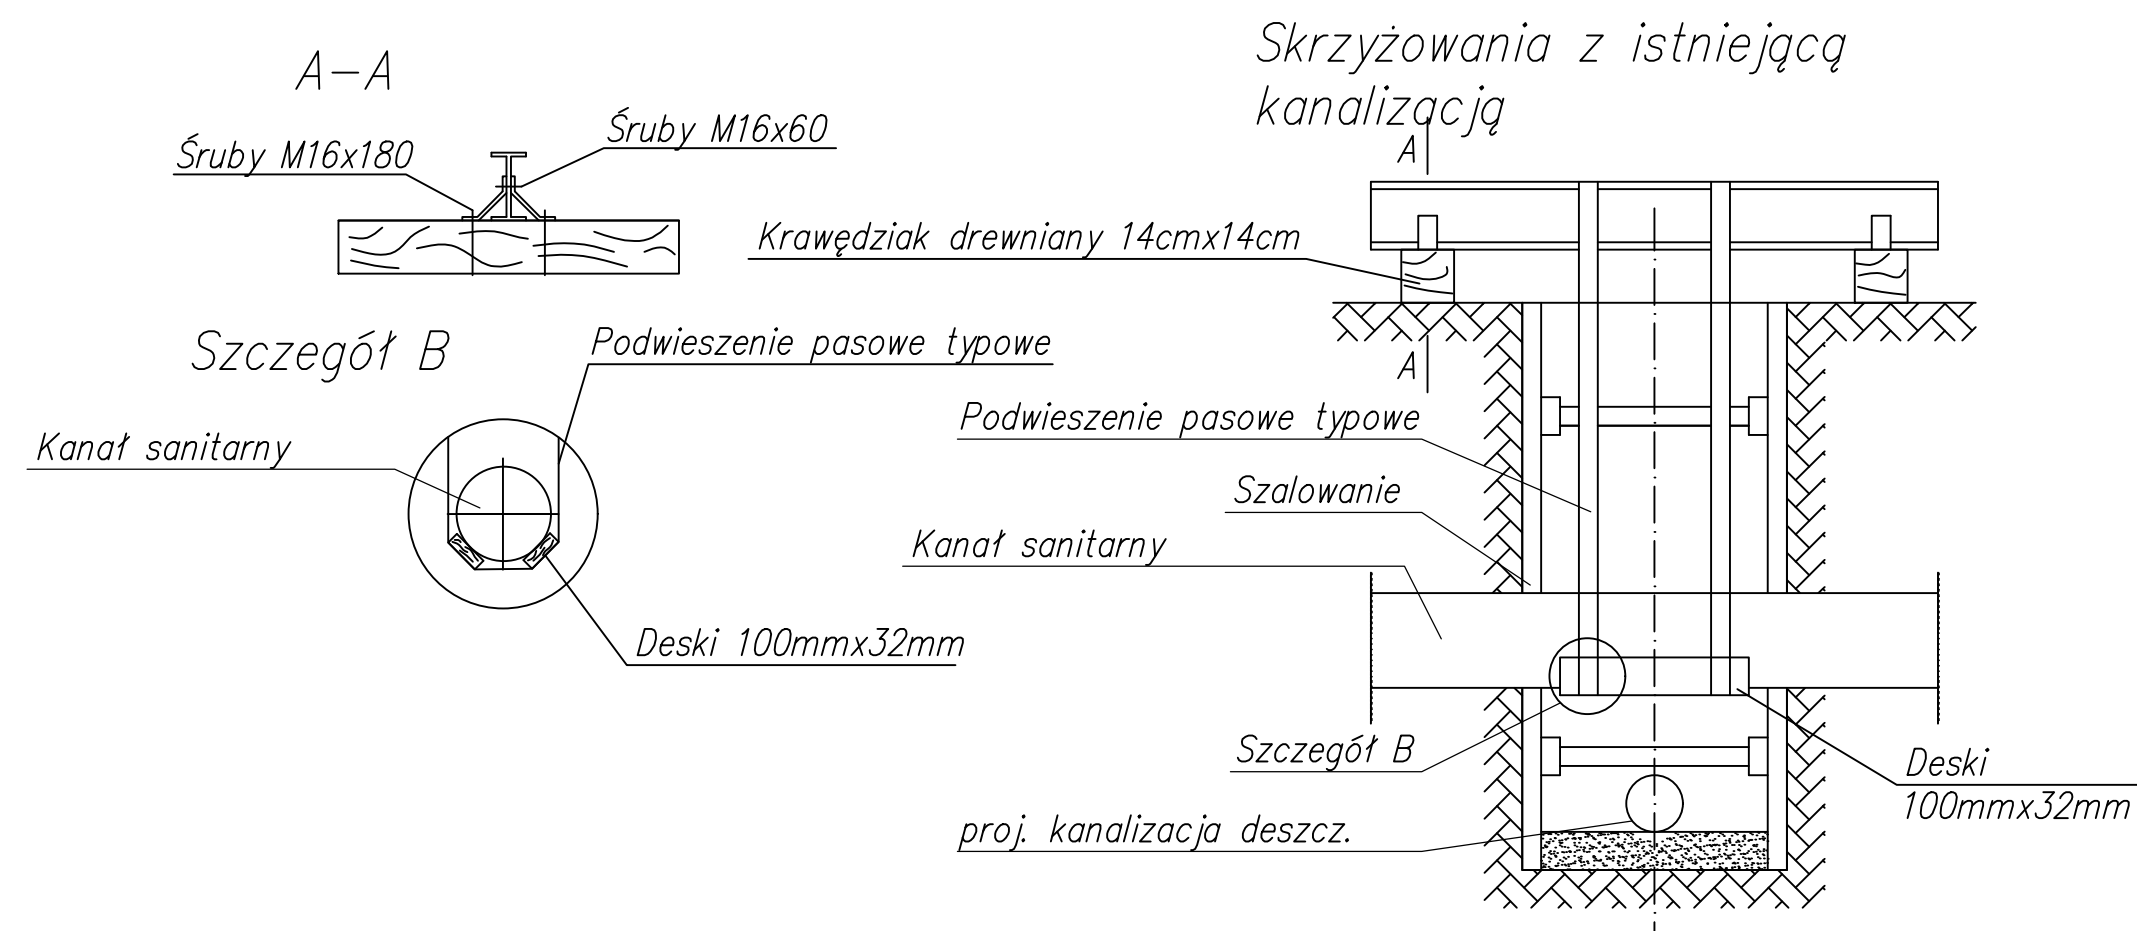 A-A
Śruby M16x180
Śruby M16x60
Szczegół B
Podwieszenie pasowe typowe
Kanał sanitarny
Deski 100mmx32mm
Skrzyżowania z istniejącą
kanalizacją
A
Krawędziak drewniany 14cmx14cm
A
Podwieszenie pasowe typowe
Szalowanie
Kanał sanitarny
Szczegół B
Deski
100mmx32mm
proj. kanalizacja deszcz.